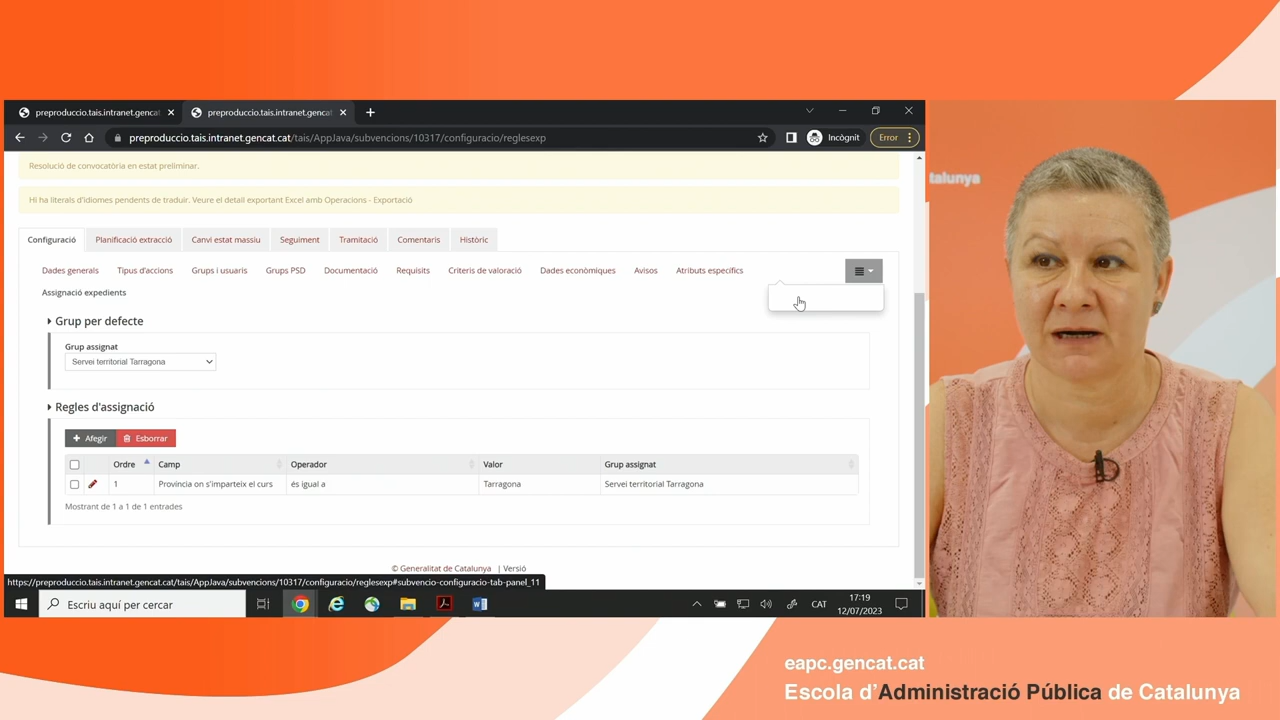 preproduccio.tais.intranet.gencat
preproduccio.tais.intranet.gencat
preproduccio.tais.intranet.gencat.cat/tais/AppJava/subvencions/10317/configuracio/reglesexp
Incògnit
Error
Resolució de convocatòria en estat preliminar.
Hi ha literals d'idiomes pendents de traduir. Veure el detall exportant Excel amb Operacions - Exportació
Configuració Planificació extracció Canvi estat massiu Seguiment Tramitació Comentaris Històric
Dades generals Tipus d'accions Grups i usuaris Grups PSD Documentació Requisits Criteris de valoració Dades econòmiques Avisos Atributs específics
Assignació expedients
Grup per defecte
Grup assignat
Servei territorial Tarragona
Regles d'assignació
Afegir Esborrar
Ordre Camp Operador Valor Grup assignat
1 Província on s'imparteix el curs és igual a Tarragona Servei territorial Tarragona
Mostrant de 1 a 1 de 1 entrades
© Generalitat de Catalunya | Versió
https://preproduccio.tais.intranet.gencat.cat/tais/AppJava/subvencions/10317/configuracio/reglesexp#subvencio-configuracio-tab-panel_11
Escriu aquí per cercar
CAT
17:19
12/07/2023
talunya
eapc.gencat.cat
Escola d'Administració Pública de Catalunya